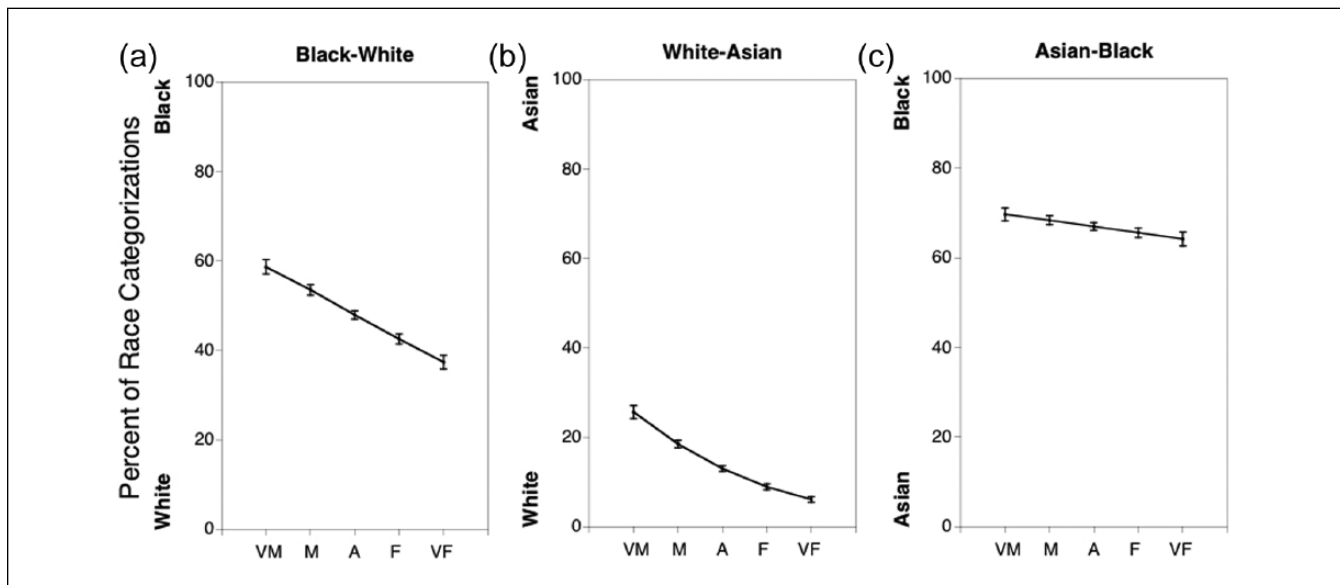 (a)
Black-White
Percent of Race Categorizations
Black
White
100
80
60
40
20
0
VM M A F VF
(b)
White-Asian
Asian
White
100
80
60
40
20
0
VM M A F VF
(c)
Asian-Black
Black
Asian
100
80
60
40
20
0
VM M A F VF